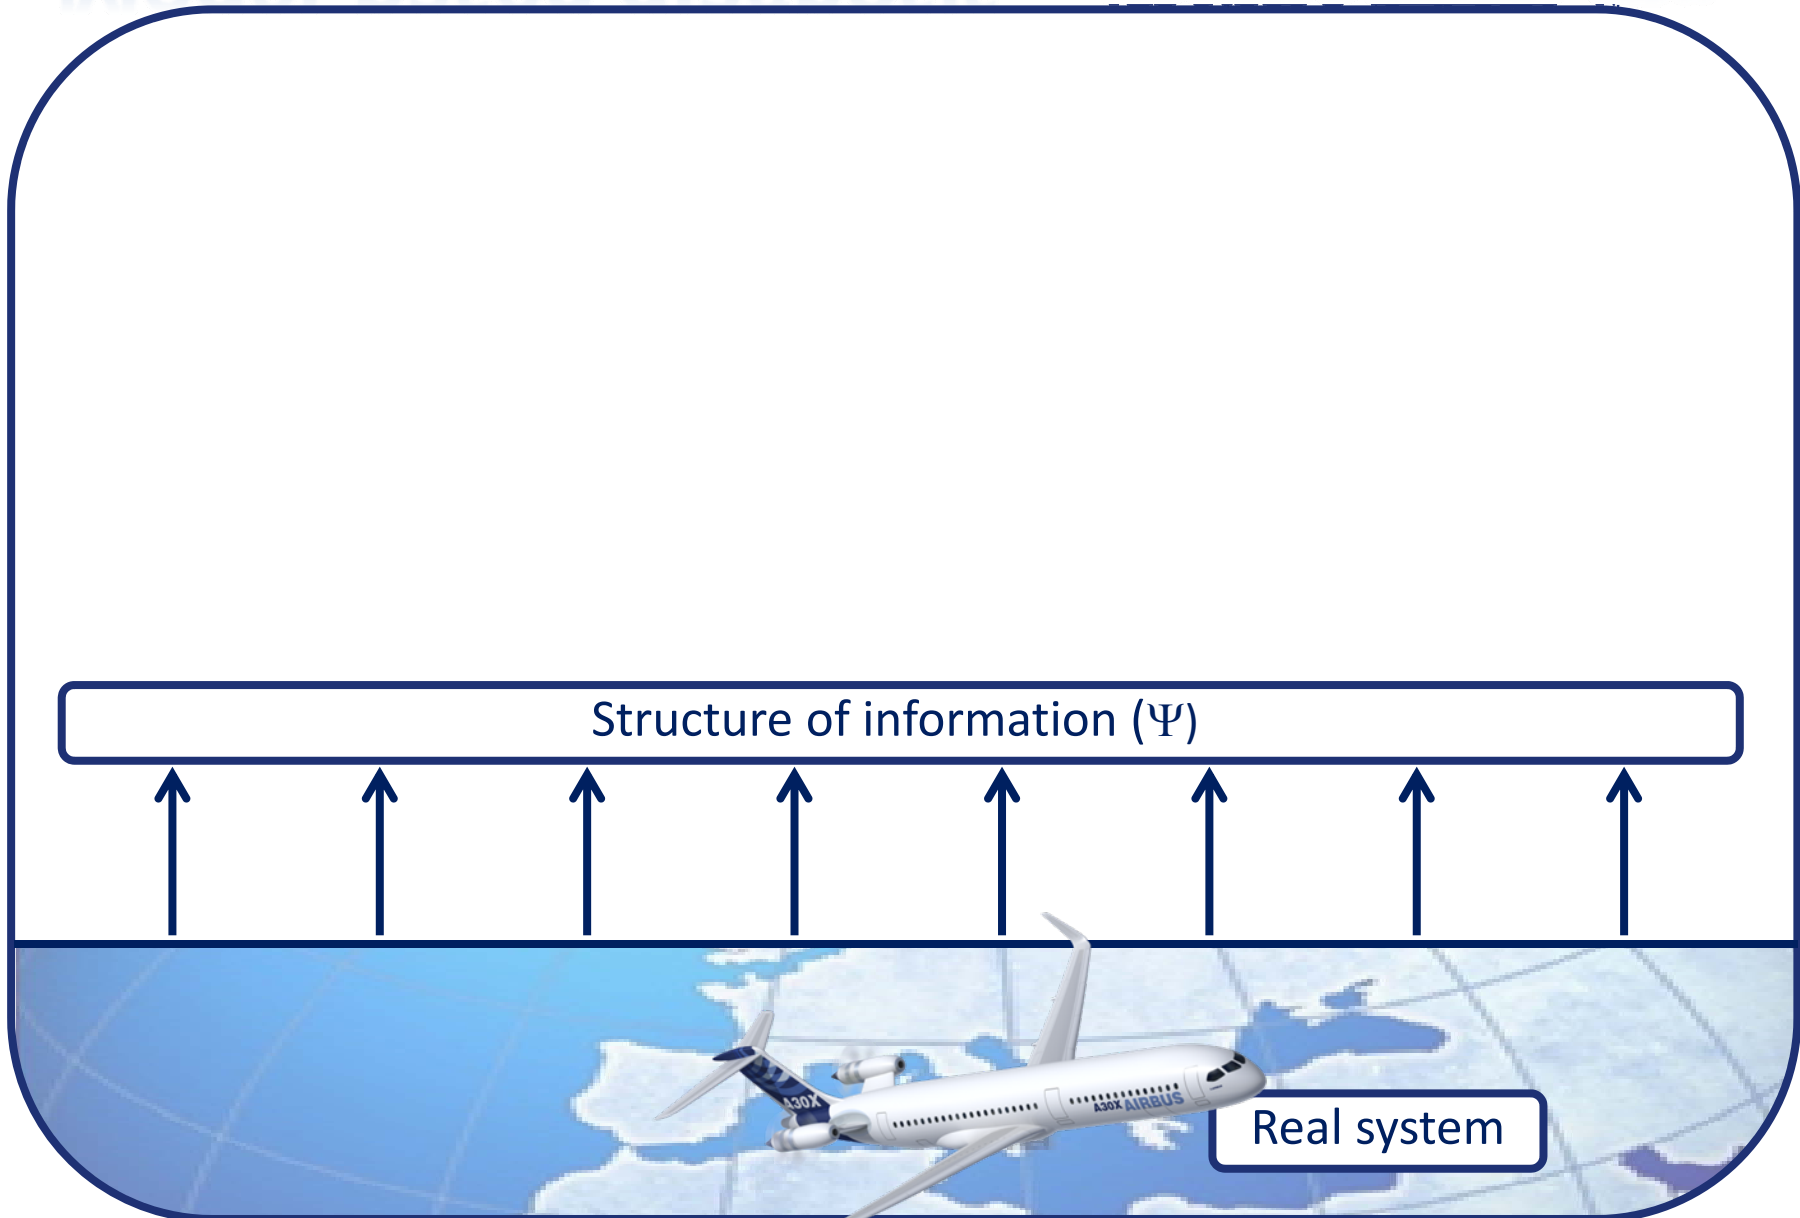 Structure of information (Ψ)
A30X
A30X AIRBUS
Real system